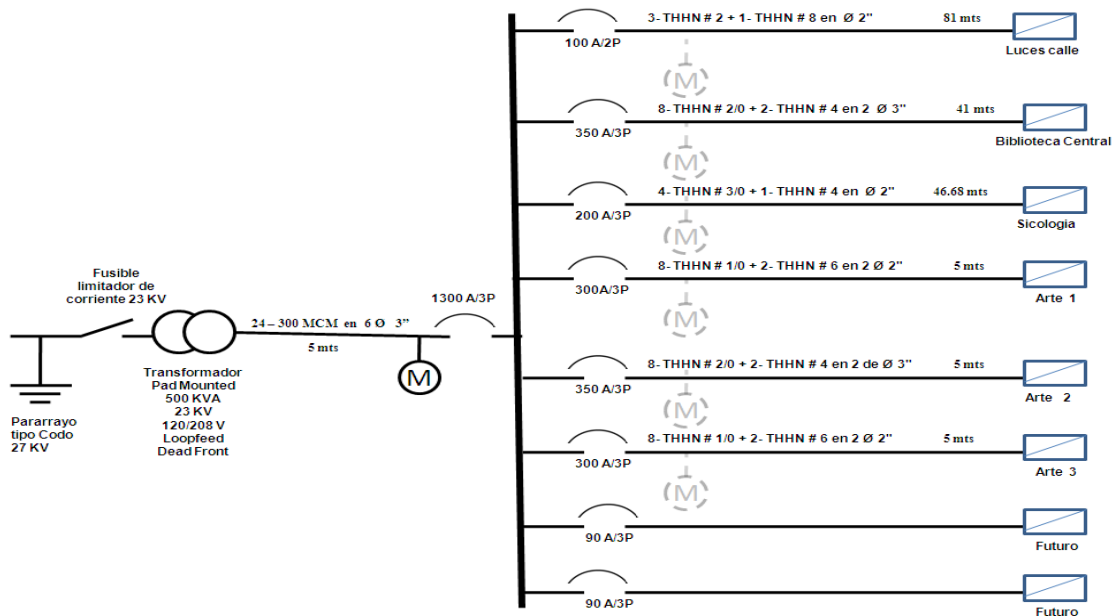 Fusible
limitador de
corriente 23 KV
Pararrayo
tipo Codo
27 KV
Transformador
Pad Mounted
500 KVA
23 KV
120/208 V
Loopfeed
Dead Front
24 – 300 MCM en 6 Ø 3”
5 mts
M
1300 A/3P
3- THHN # 2 + 1- THHN # 8 en Ø 2" 81 mts
100 A/2P
Luces calle
M
8- THHN # 2/0 + 2- THHN # 4 en 2 Ø 3" 41 mts
350 A/3P
Biblioteca Central
M
4- THHN # 3/0 + 1- THHN # 4 en Ø 2" 46.68 mts
200 A/3P
Sicologia
M
8- THHN # 1/0 + 2- THHN # 6 en 2 Ø 2" 5 mts
300A/3P
Arte 1
M
8- THHN # 2/0 + 2- THHN # 4 en 2 de Ø 3" 5 mts
350 A/3P
Arte 2
M
8- THHN # 1/0 + 2- THHN # 6 en 2 Ø 2" 5 mts
300 A/3P
Arte 3
M
90 A/3P
Futuro
90 A/3P
Futuro